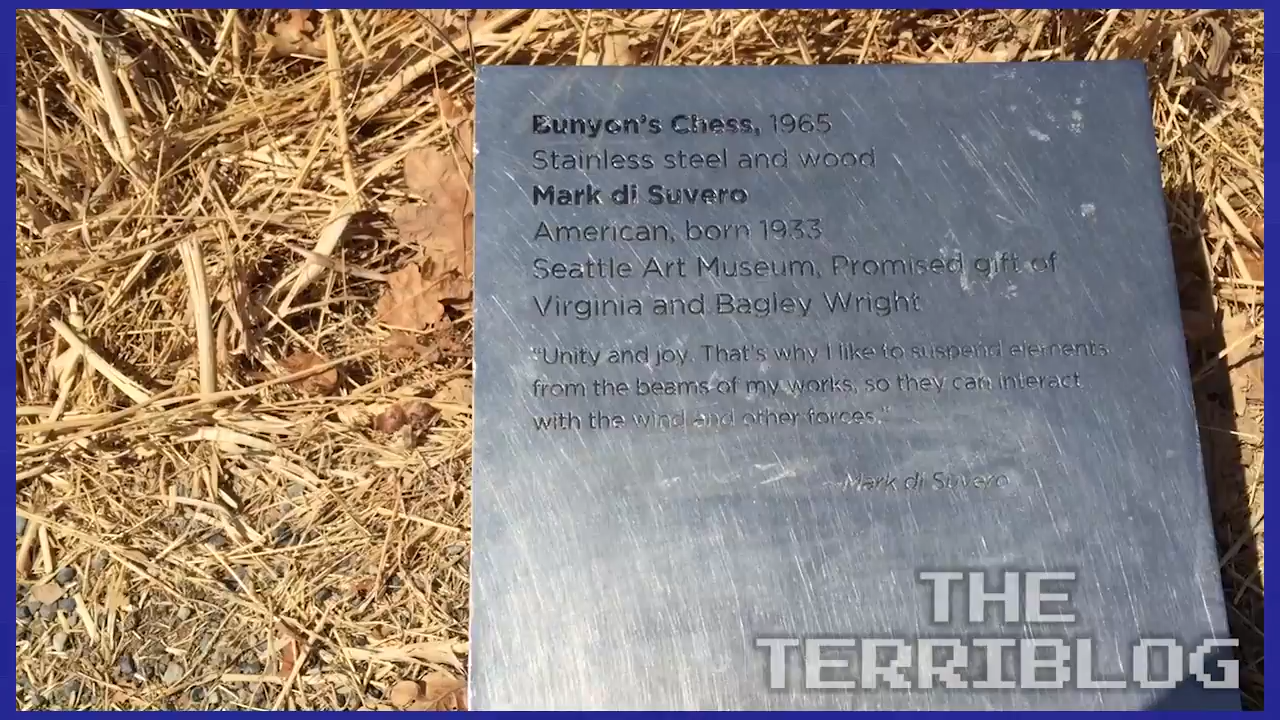 Bunyon's Chess, 1965
Stainless steel and wood
Mark di Suvero
American, born 1933
Seattle Art Museum, Promised gift of
Virginia and Bagley Wright
“Unity and joy. That's why I like to suspend elements
from the beams of my works, so they can interact
with the wind and other forces.”
Mark di Suvero
THE
TERRIBLOG